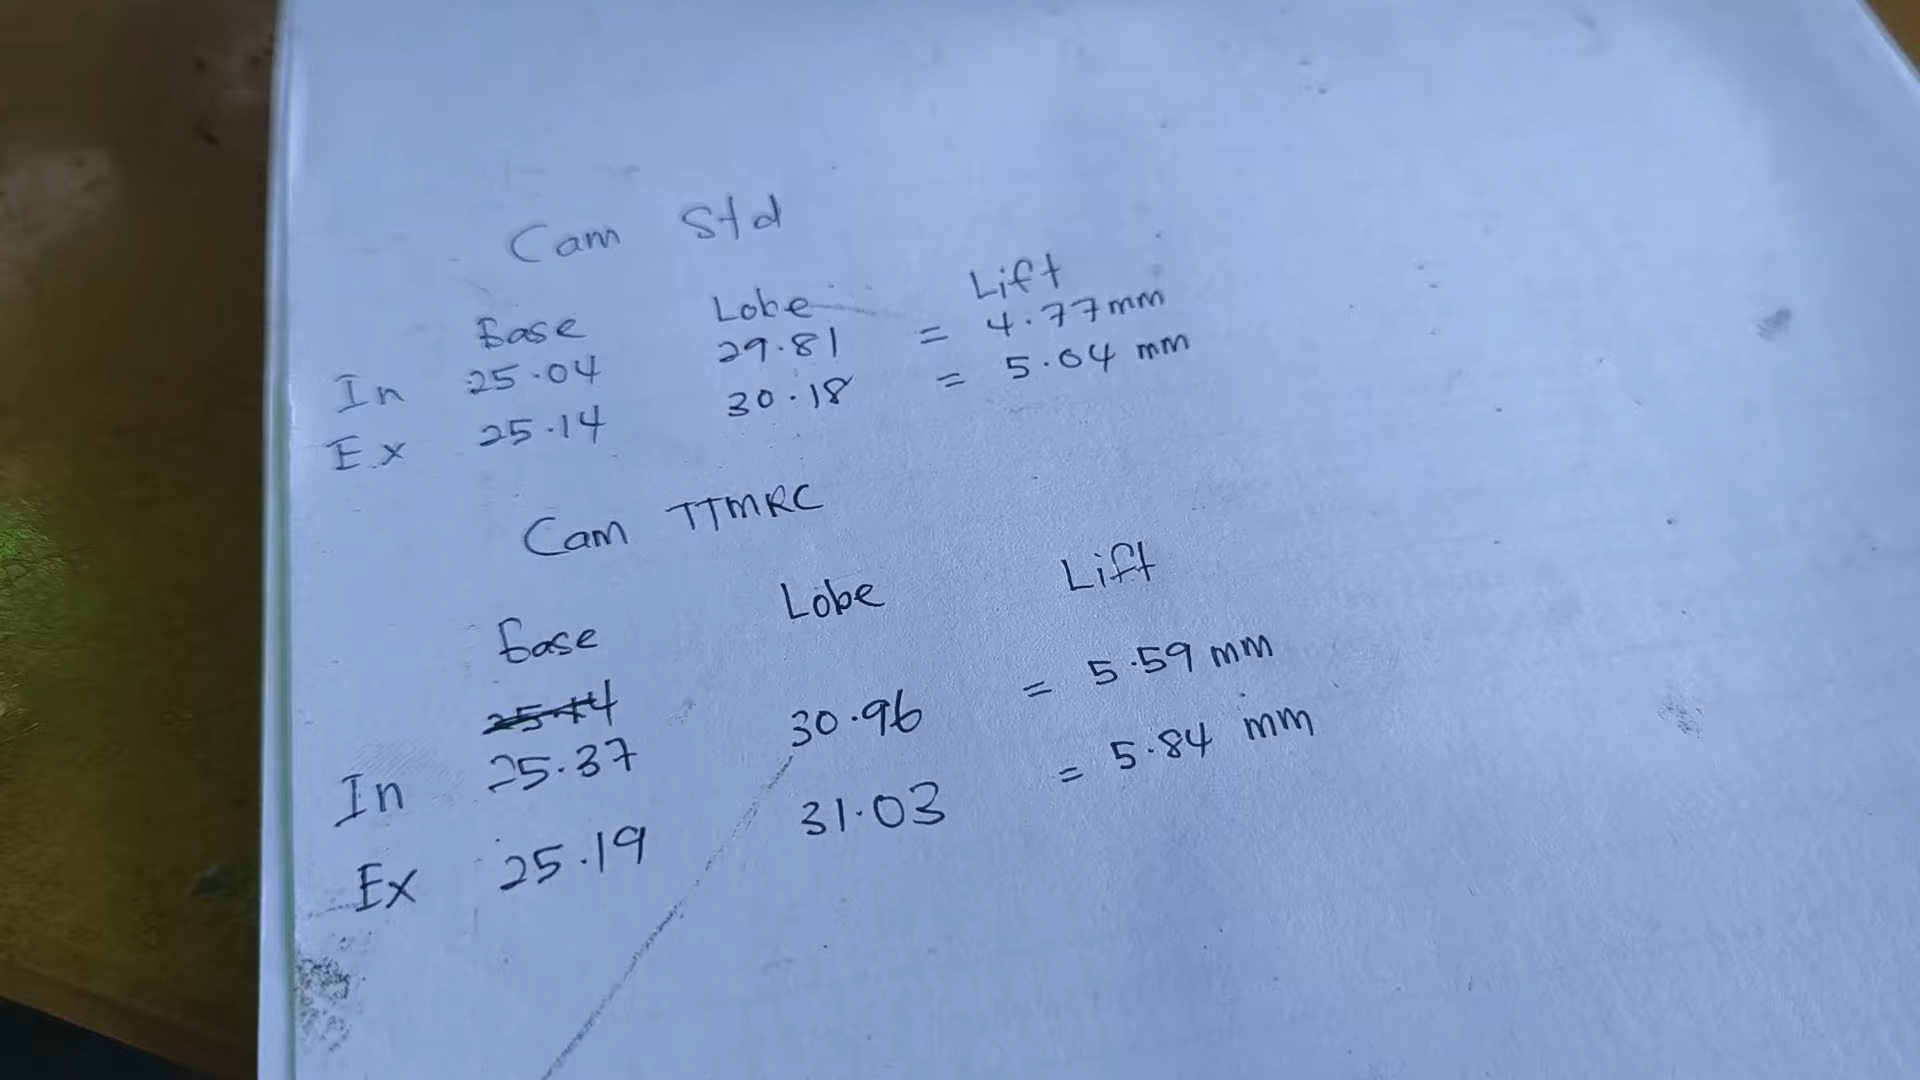 Cam Std
Base Lobe Lift
In 25.04 29.81 = 4.77mm
Ex 25.14 30.18 = 5.04 mm
Cam TTMRC
Base Lobe Lift
25.14
In 25.37 30.96 = 5.59 mm
Ex 25.19 31.03 = 5.84 mm